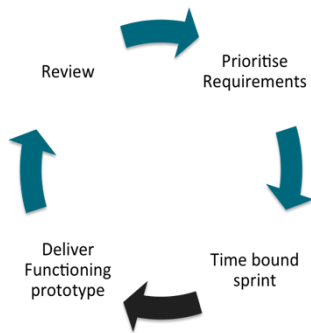 Review
Prioritise
Requirements
Time bound
sprint
Deliver
Functioning
prototype